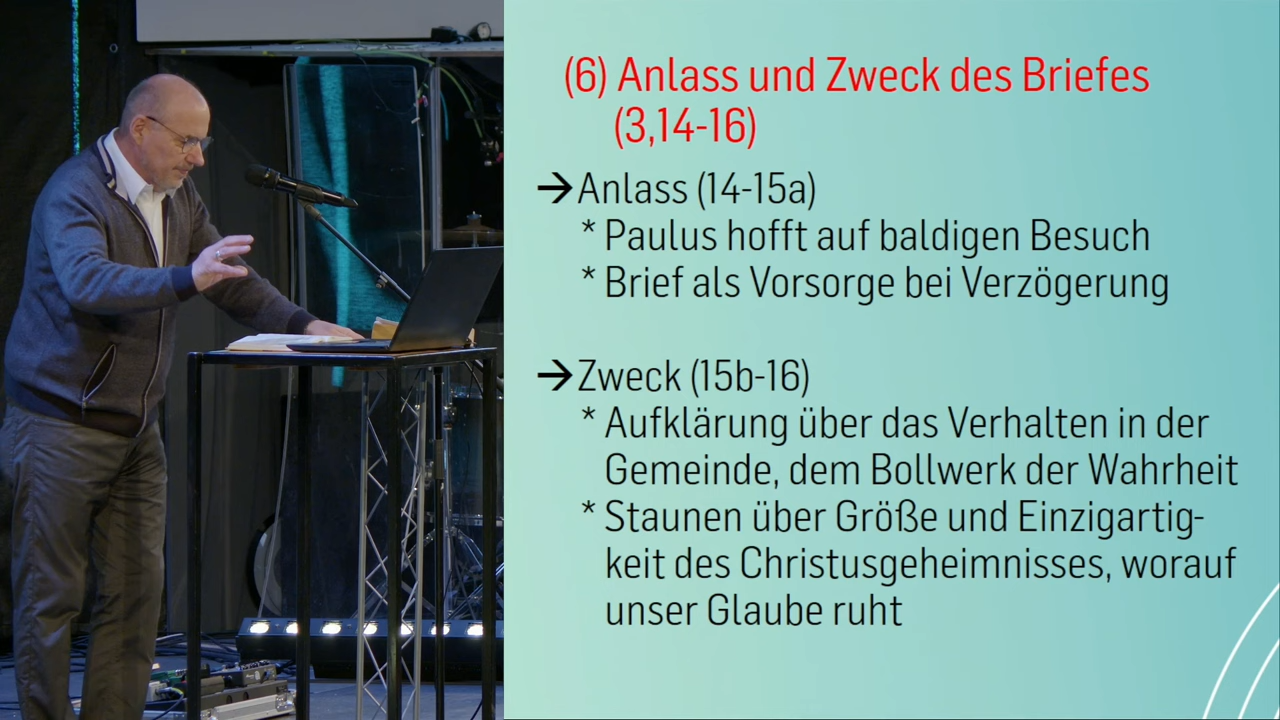 (6) Anlass und Zweck des Briefes
(3,14-16)
→Anlass (14-15a)
* Paulus hofft auf baldigen Besuch
* Brief als Vorsorge bei Verzögerung
→Zweck (15b-16)
* Aufklärung über das Verhalten in der
Gemeinde, dem Bollwerk der Wahrheit
* Staunen über Größe und Einzigartig-
keit des Christusgeheimnisses, worauf
unser Glaube ruht